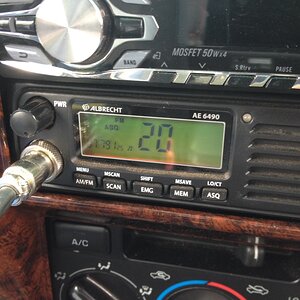 MOSFET 50W x 4
BAND
S.Rtrv
PAUSE
PWR
ALBRECHT
AE 6490
ASQ
20
MENU
MSCAN
SHIFT
MSAVE
LO/CT
AM/FM
SCAN
EMG
MEM
ASQ
A/C